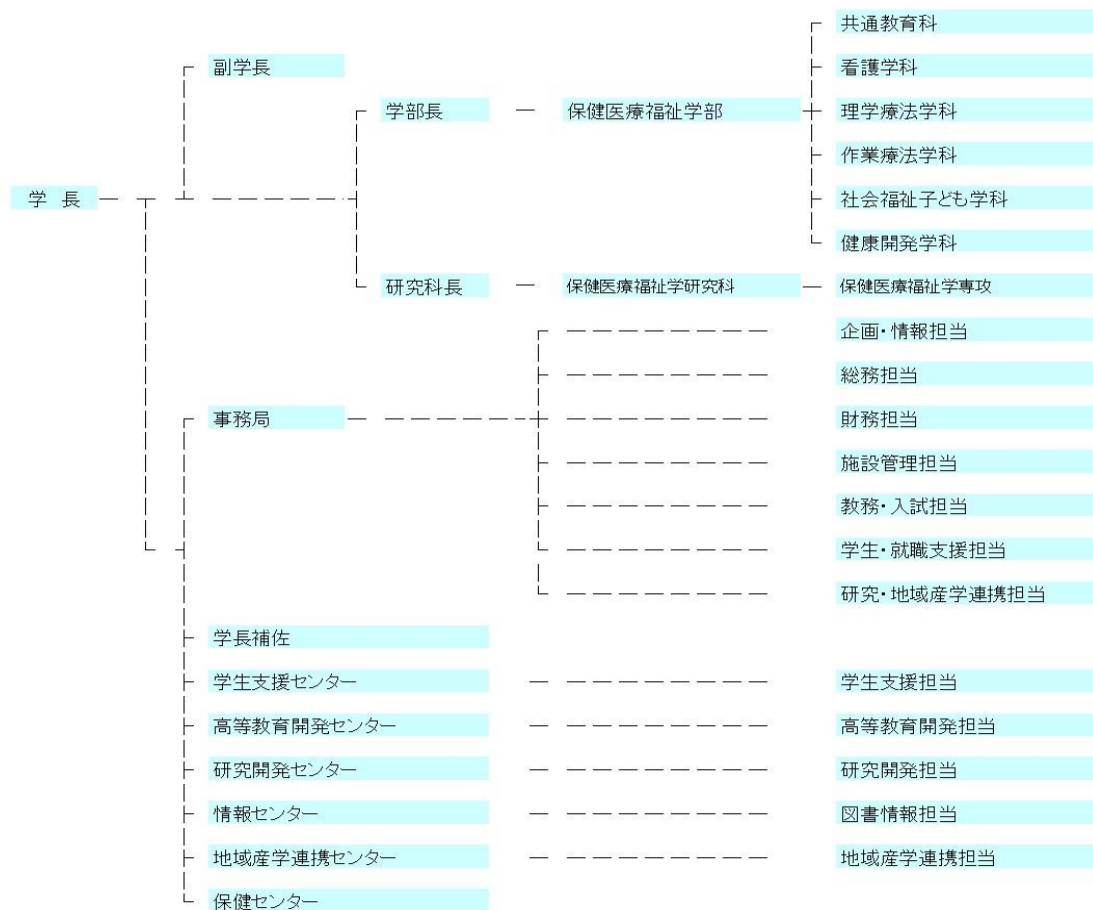 共通教育科
副学長
看護学科
学部長
保健医療福祉学部
理学療法学科
作業療法学科
学 長
社会福祉子ども学科
健康開発学科
研究科長
保健医療福祉学研究科
保健医療福祉学専攻
企画・情報担当
総務担当
事務局
財務担当
施設管理担当
教務・入試担当
学生・就職支援担当
研究・地域産学連携担当
学長補佐
学生支援センター
学生支援担当
高等教育開発センター
高等教育開発担当
研究開発センター
研究開発担当
情報センター
図書情報担当
地域産学連携センター
地域産学連携担当
保健センター